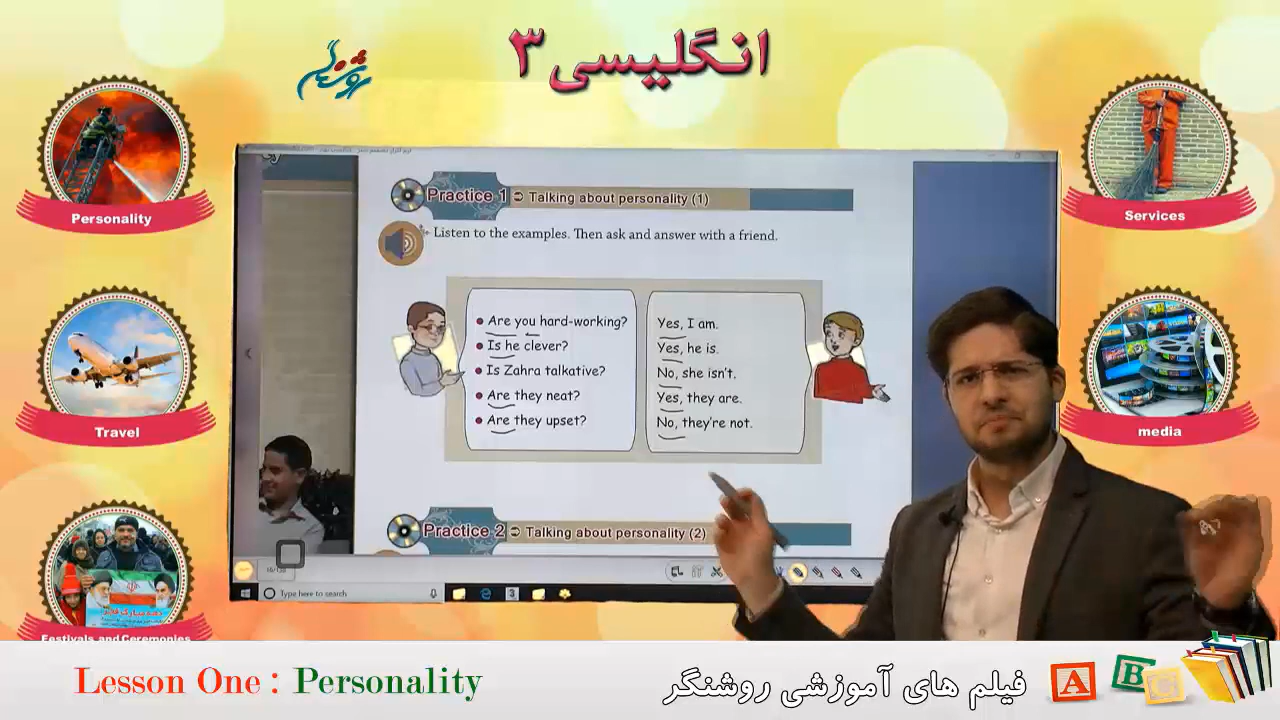 انگلیسی ۳
روشنگر
Personality
Travel
Festivals and Ceremonies
Services
media
Practice 1 ➲ Talking about personality (1)
Listen to the examples. Then ask and answer with a friend.
Are you hard-working?
Is he clever?
Is Zahra talkative?
Are they neat?
Are they upset?
Yes, I am.
Yes, he is.
No, she isn't.
Yes, they are.
No, they're not.
Practice 2 ➲ Talking about personality (2)
Type here to search
Lesson One : Personality
فیلم های آموزشی روشنگر
A
B
C